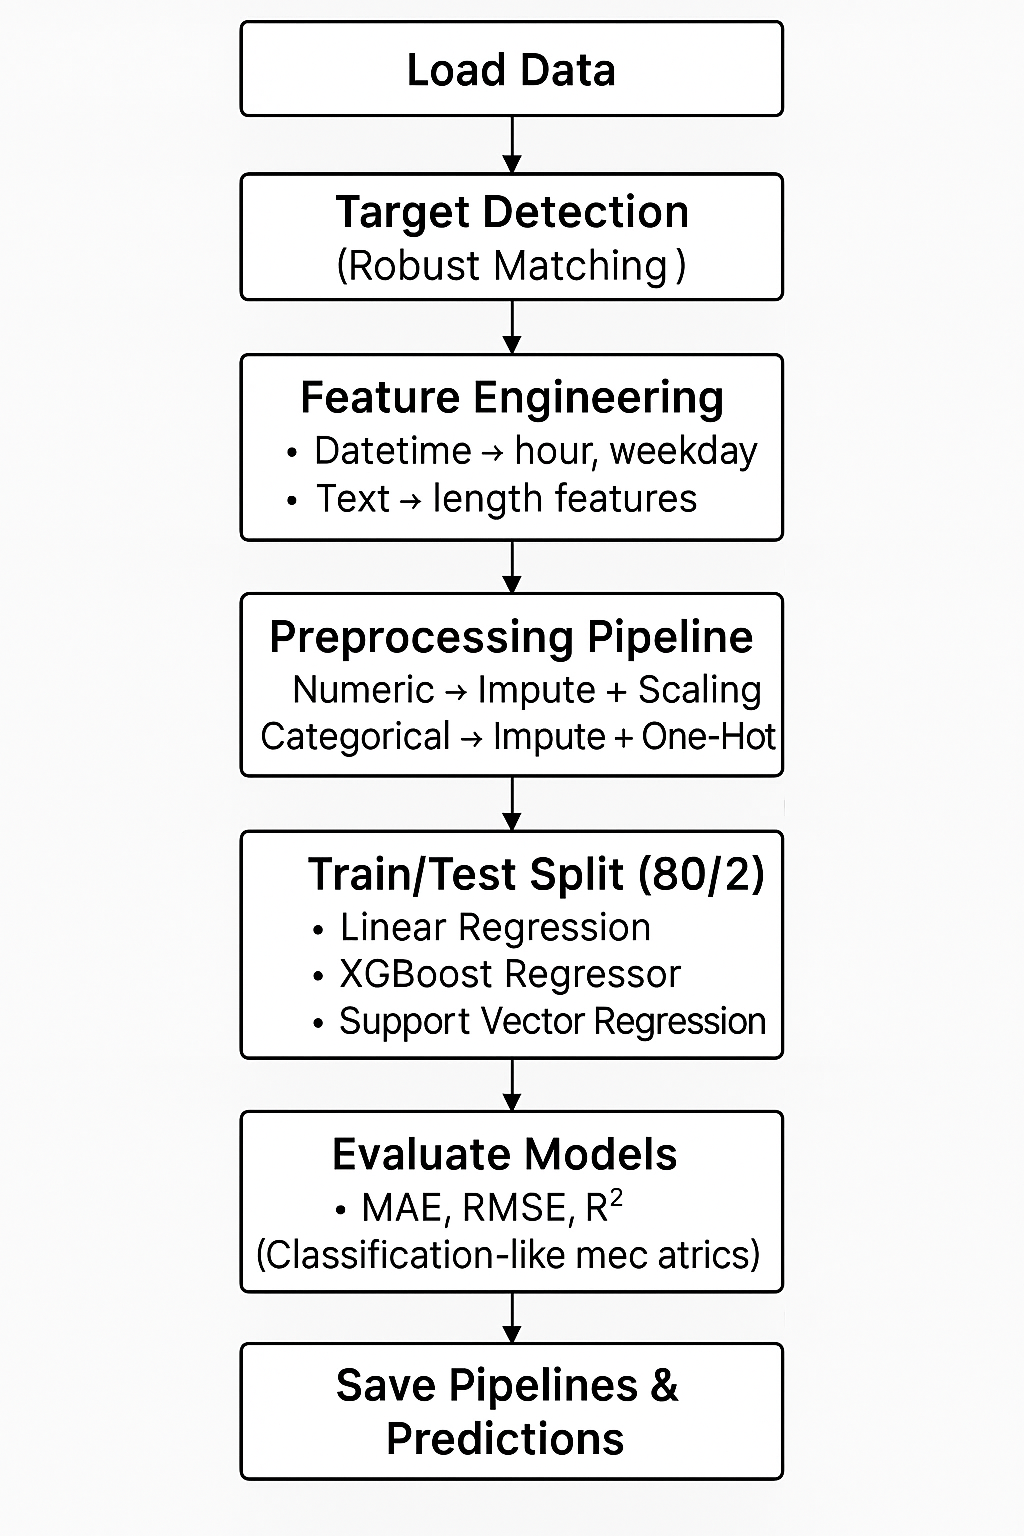 Load Data
Target Detection
(Robust Matching)
Feature Engineering
• Datetime → hour, weekday
• Text → length features
Preprocessing Pipeline
Numeric → Impute + Scaling
Categorical → Impute + One-Hot
Train/Test Split (80/2)
• Linear Regression
• XGBoost Regressor
• Support Vector Regression
Evaluate Models
• MAE, RMSE, R²
(Classification-like mec atrics)
Save Pipelines &
Predictions